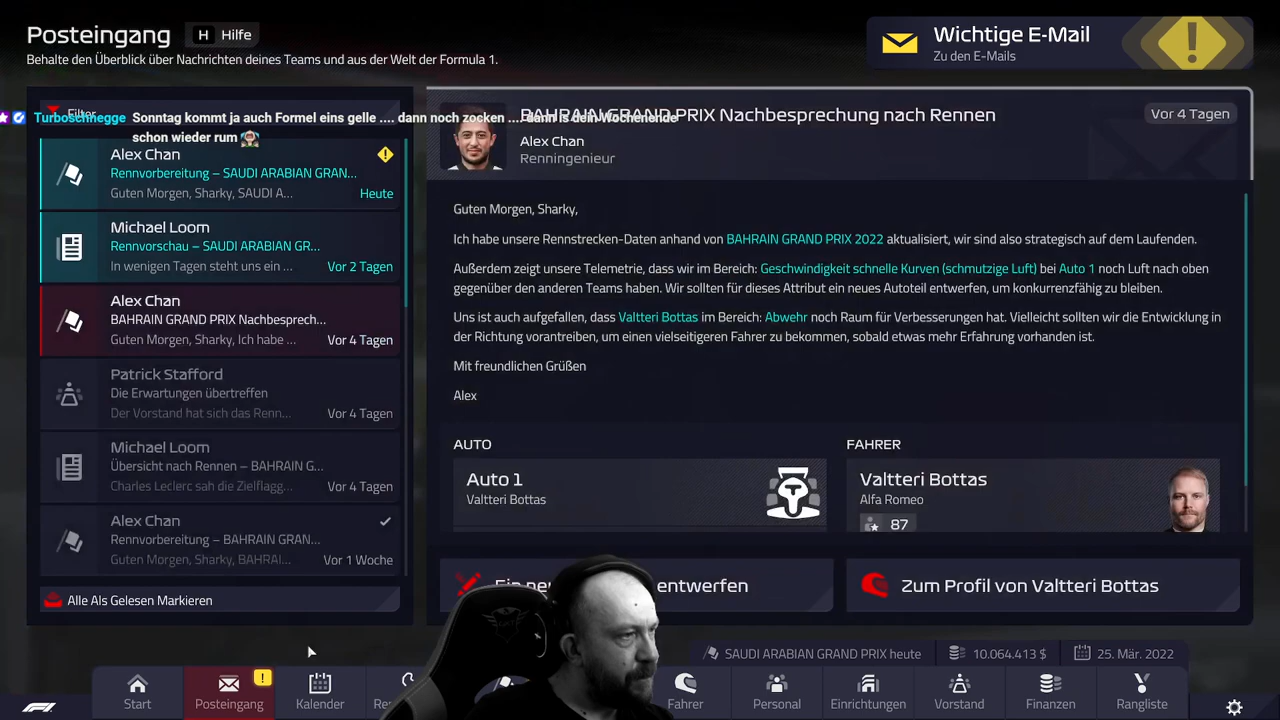 Posteingang
H Hilfe
Behalte den Überblick über Nachrichten deines Teams und aus der Welt der Formula 1.
Wichtige E-Mail
Zu den E-Mails
Filter
Turboschnegge Sonntag kommt ja auch Formel eins gelle .... dann noch zocken .... dann is dein Wochenende
schon wieder rum
Alex Chan
Rennvorbereitung – SAUDI ARABIAN GRAN...
Guten Morgen, Sharky, SAUDI A...
Heute
Michael Loom
Rennvorschau – SAUDI ARABIAN GR...
In wenigen Tagen steht uns ein ...
Vor 2 Tagen
Alex Chan
BAHRAIN GRAND PRIX Nachbesprech...
Guten Morgen, Sharky, Ich habe ...
Vor 4 Tagen
Patrick Stafford
Die Erwartungen übertreffen
Der Vorstand hat sich das Renn...
Vor 4 Tagen
Michael Loom
Übersicht nach Rennen – BAHRAIN G...
Charles Leclerc sah die Zielflagg...
Vor 4 Tagen
Alex Chan
Rennvorbereitung – BAHRAIN GRAN...
Guten Morgen, Sharky, BAHRAI...
Vor 1 Woche
Alle Als Gelesen Markieren
BAHRAIN GRAND PRIX Nachbesprechung nach Rennen
Vor 4 Tagen
Alex Chan
Renningenieur
Guten Morgen, Sharky,
Ich habe unsere Rennstrecken-Daten anhand von BAHRAIN GRAND PRIX 2022 aktualisiert, wir sind also strategisch auf dem Laufenden.
Außerdem zeigt unsere Telemetrie, dass wir im Bereich: Geschwindigkeit schnelle Kurven (schmutzige Luft) bei Auto 1 noch Luft nach oben
gegenüber den anderen Teams haben. Wir sollten für dieses Attribut ein neues Autoteil entwerfen, um konkurrenzfähig zu bleiben.
Uns ist auch aufgefallen, dass Valtteri Bottas im Bereich: Abwehr noch Raum für Verbesserungen hat. Vielleicht sollten wir die Entwicklung in
der Richtung vorantreiben, um einen vielseitigeren Fahrer zu bekommen, sobald etwas mehr Erfahrung vorhanden ist.
Mit freundlichen Grüßen
Alex
AUTO
Auto 1
Valtteri Bottas
FAHRER
Valtteri Bottas
Alfa Romeo
87
entwerfen
Zum Profil von Valtteri Bottas
SAUDI ARABIAN GRAND PRIX heute
10.064.413 $
25. Mär. 2022
Start
Posteingang
Kalender
Fahrer
Personal
Einrichtungen
Vorstand
Finanzen
Rangliste